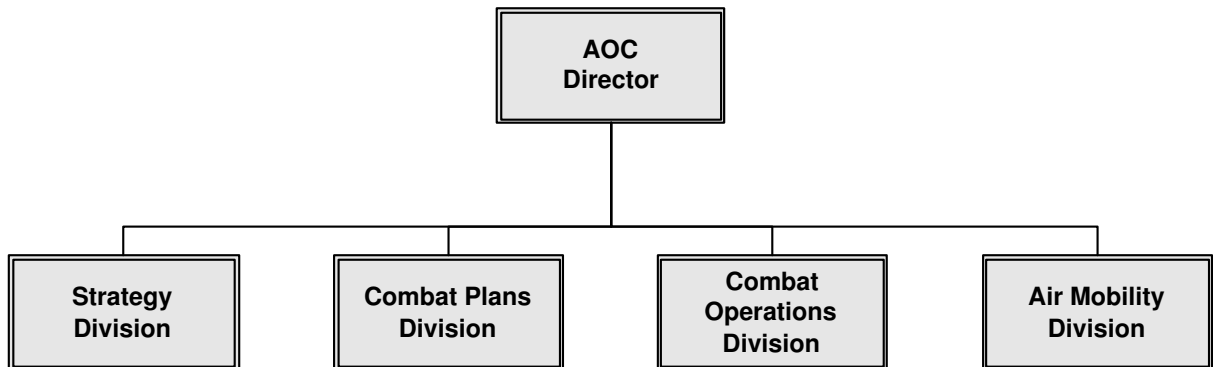 AOC
Director
Strategy
Division
Combat Plans
Division
Combat
Operations
Division
Air Mobility
Division